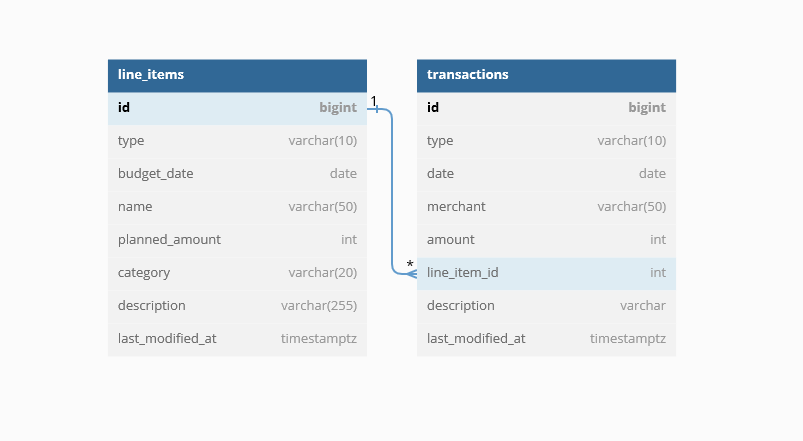 line_items
id bigint
type varchar(10)
budget_date date
name varchar(50)
planned_amount int
category varchar(20)
description varchar(255)
last_modified_at timestamptz
1
*
transactions
id bigint
type varchar(10)
date date
merchant varchar(50)
amount int
line_item_id int
description varchar
last_modified_at timestamptz